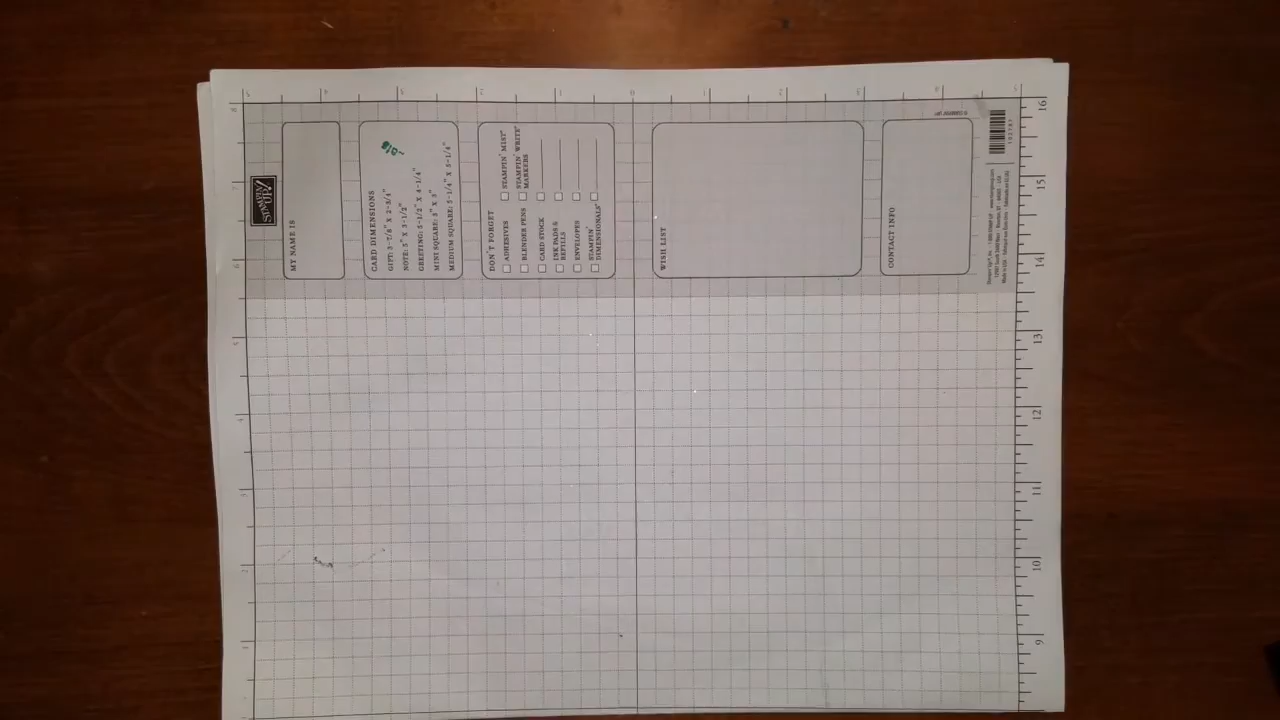 STAMPIN' UP!
MY NAME IS
CARD DIMENSIONS
GIFT: 3-7/8" X 2-3/4"
NOTE: 5" X 3-1/2"
GREETING: 5-1/2" X 4-1/4"
MINI SQUARE: 3" X 3"
MEDIUM SQUARE: 5-1/4" X 5-1/4"
DON'T FORGET
ADHESIVES
BLENDER PENS
CARD STOCK
INK PADS &
REFILLS
ENVELOPES
STAMPIN'
DIMENSIONALS®
STAMPIN' MIST®
STAMPIN' WRITE®
MARKERS
WISH LIST
CONTACT INFO
16
15
14
13
12
11
10
9